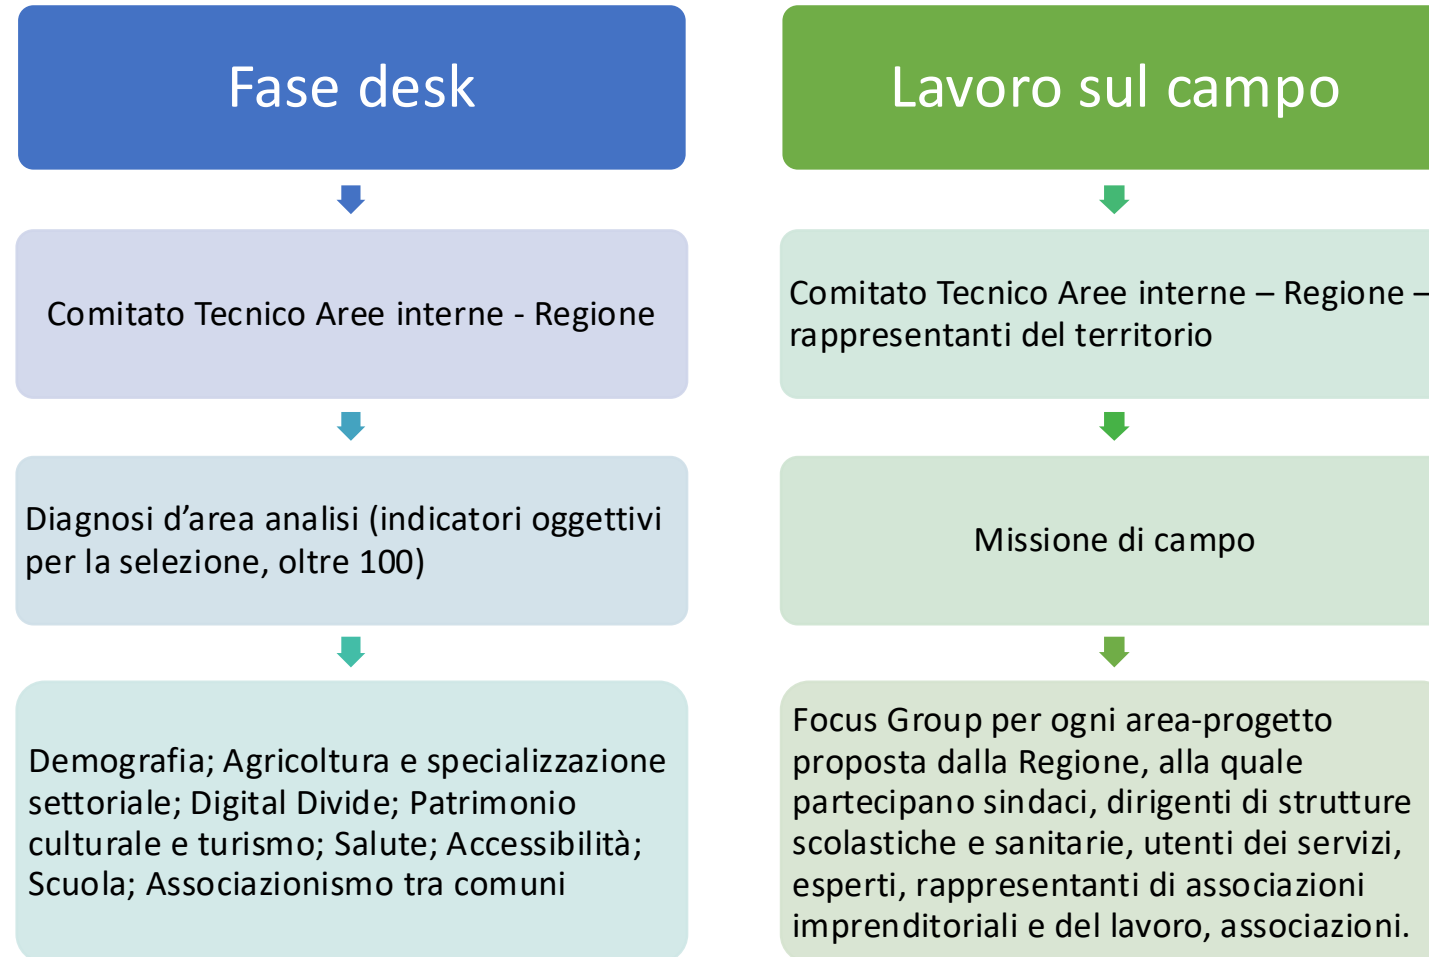 Fase desk
Comitato Tecnico Aree interne - Regione
Diagnosi d’area analisi (indicatori oggettivi
per la selezione, oltre 100)
Demografia; Agricoltura e specializzazione
settoriale; Digital Divide; Patrimonio
culturale e turismo; Salute; Accessibilità;
Scuola; Associazionismo tra comuni
Lavoro sul campo
Comitato Tecnico Aree interne – Regione –
rappresentanti del territorio
Missione di campo
Focus Group per ogni area-progetto
proposta dalla Regione, alla quale
partecipano sindaci, dirigenti di strutture
scolastiche e sanitarie, utenti dei servizi,
esperti, rappresentanti di associazioni
imprenditoriali e del lavoro, associazioni.